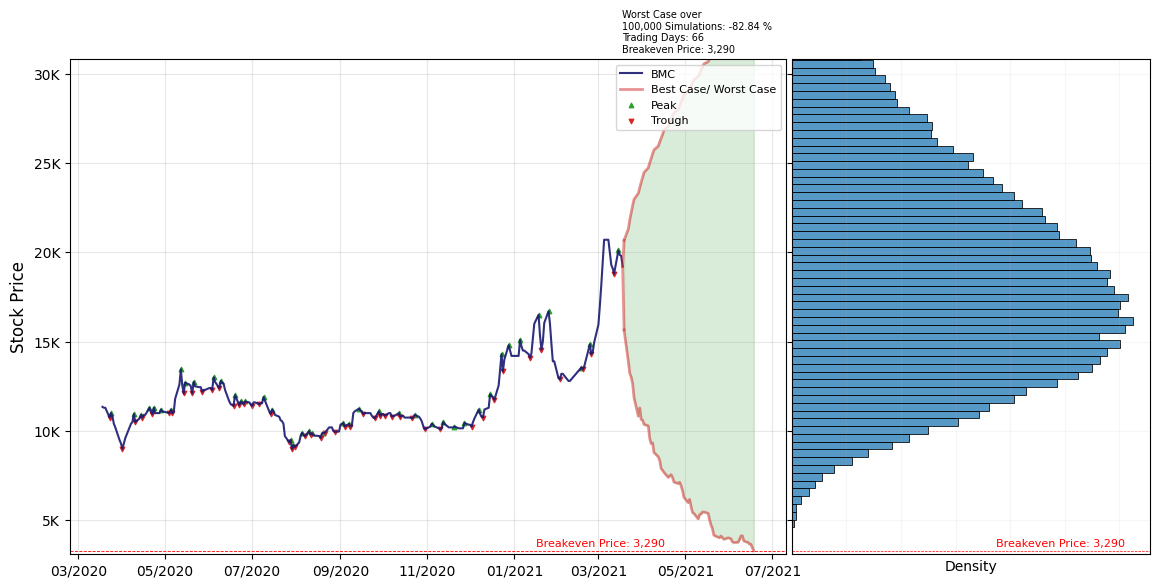 Worst Case over
100,000 Simulations: -82.84 %
Trading Days: 66
Breakeven Price: 3,290
BMC
Best Case/ Worst Case
Peak
Trough
Stock Price
30K
25K
20K
15K
10K
5K
Breakeven Price: 3,290
Breakeven Price: 3,290
03/2020
05/2020
07/2020
09/2020
11/2020
01/2021
03/2021
05/2021
07/2021
Density